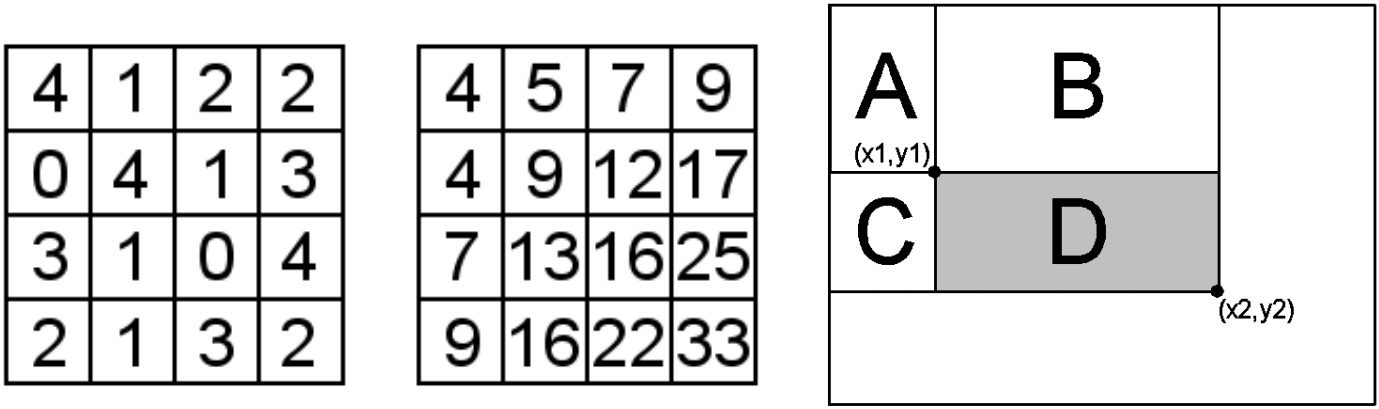 4 1 2 2
0 4 1 3
3 1 0 4
2 1 3 2
4 5 7 9
4 9 12 17
7 13 16 25
9 16 22 33
A B
(x1,y1)
C D
(x2,y2)